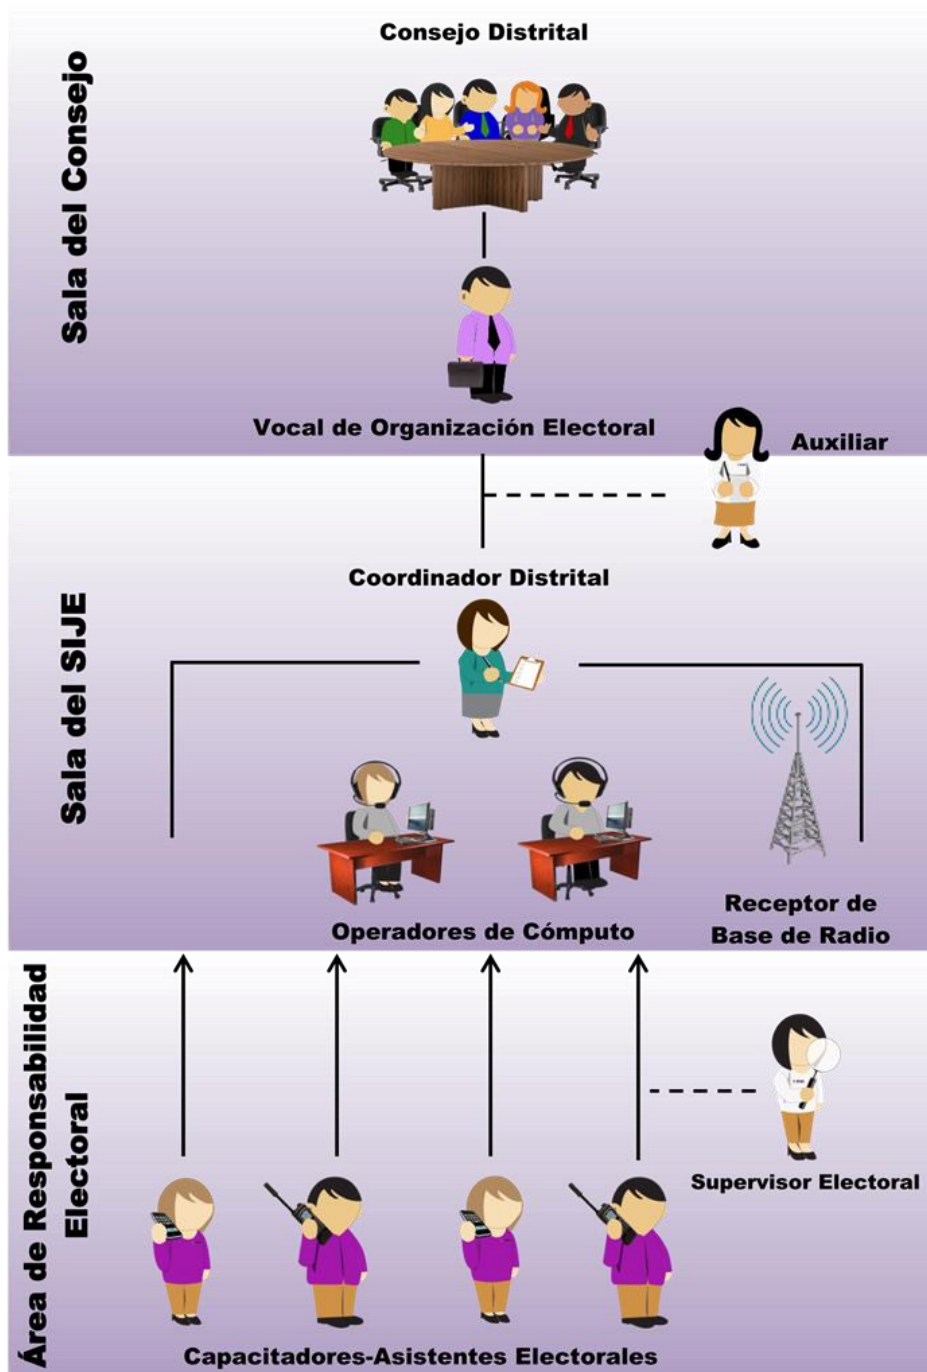 Sala del Consejo
Consejo Distrital
Vocal de Organización Electoral
Auxiliar
Sala del SIJE
Coordinador Distrital
Operadores de Cómputo
Receptor de
Base de Radio
Área de Responsabilidad
Electoral
Supervisor Electoral
Capacitadores-Asistentes Electorales